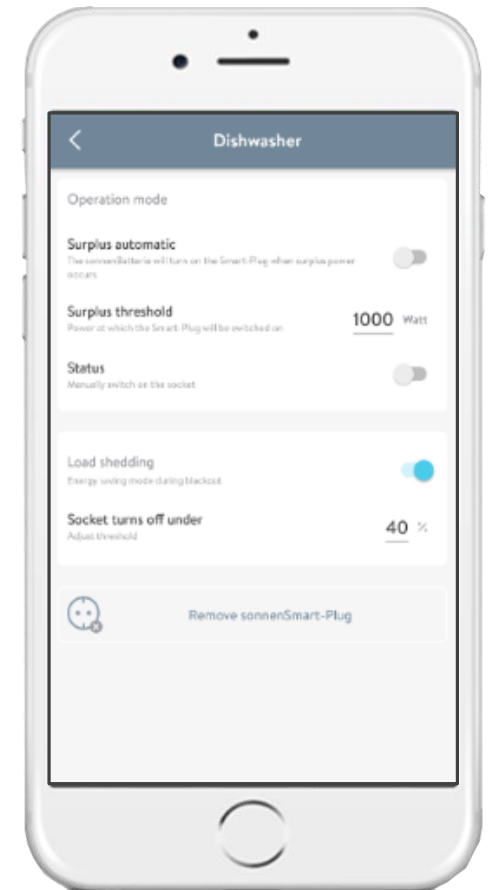 Dishwasher
Operation mode
Surplus automatic
The sonnenBatterie will turn on the Smart-Plug when surplus power
occurs
Surplus threshold
1000 Watt
Power at which the Smart-Plug will be switched on
Status
Manually switch on the socket
Load shedding
Energy saving mode during blackout
Socket turns off under
40 %
Adjust threshold
Remove sonnenSmart-Plug